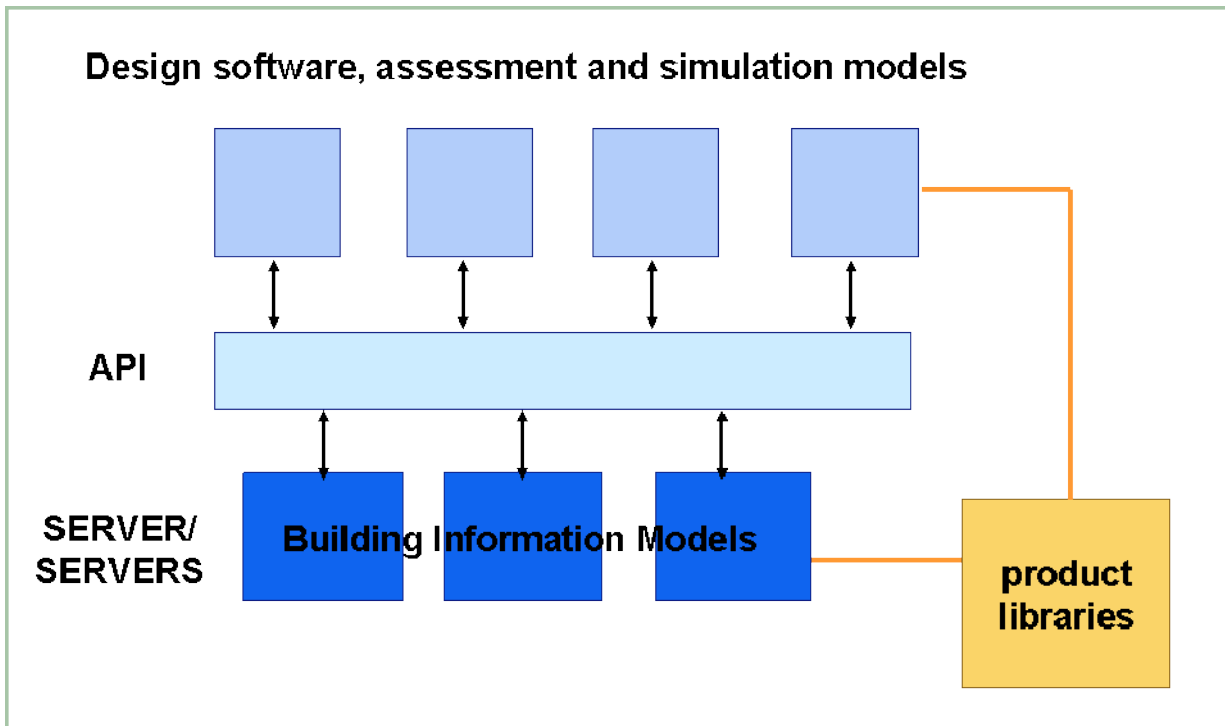 Design software, assessment and simulation models
API
SERVER/
SERVERS
Building Information Models
product
libraries